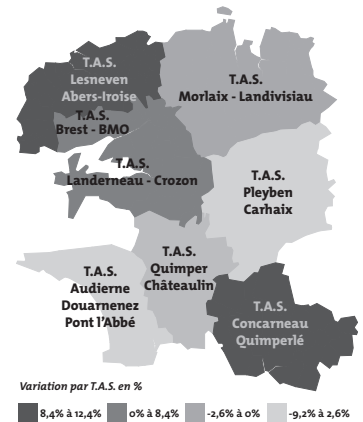 T.A.S.
Lesneven
Abers-Iroise
T.A.S.
Morlaix - Landivisiau
T.A.S.
Brest - BMO
T.A.S.
Landerneau - Crozon
T.A.S.
Pleyben
Carhaix
T.A.S.
Quimper
Châteaulin
T.A.S.
Audierne
Douarnenez
Pont l'Abbé
T.A.S.
Concarneau
Quimperlé
Variation par T.A.S. en %
8,4% à 12,4% 0% à 8,4% -2,6% à 0% -9,2% à 2,6%